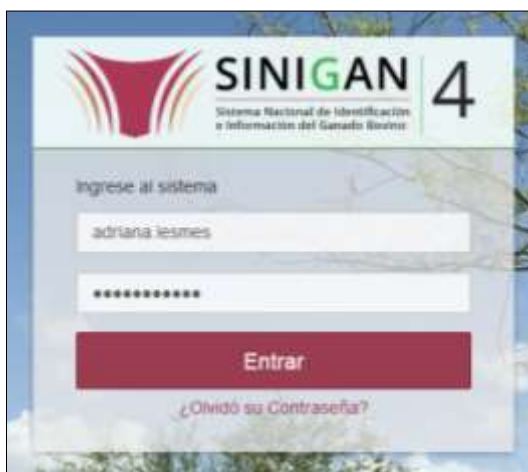 SINIGAN 4
Sistema Nacional de Identificación
e Información del Ganado Bovino
Ingrese al sistema
adriana lesmes
•••••••••••
Entrar
¿Olvidó su Contraseña?